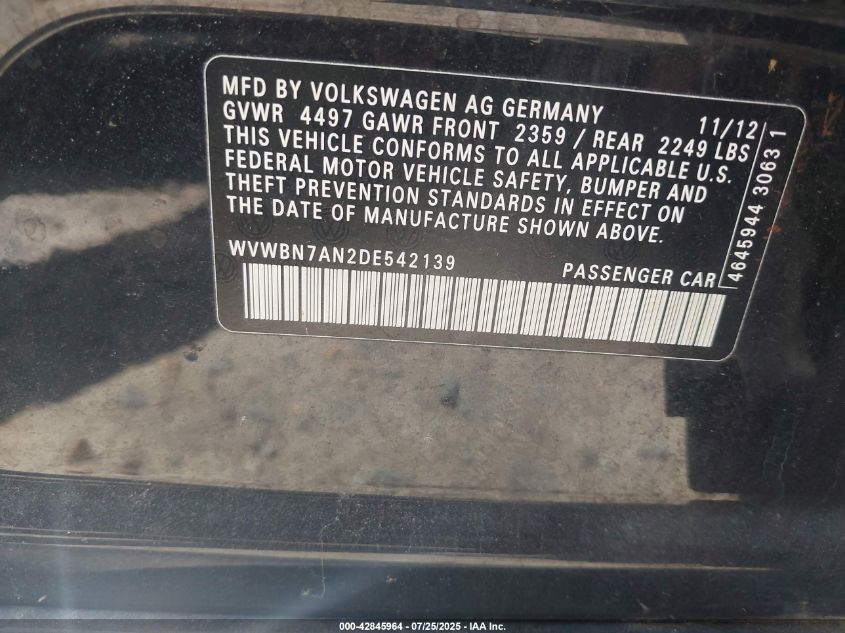 MFD BY VOLKSWAGEN AG GERMANY 11/12
GVWR 4497 GAWR FRONT 2359 / REAR 2249 LBS
THIS VEHICLE CONFORMS TO ALL APPLICABLE U.S.
FEDERAL MOTOR VEHICLE SAFETY, BUMPER AND
THEFT PREVENTION STANDARDS IN EFFECT ON
THE DATE OF MANUFACTURE SHOWN ABOVE.
WVWBN7AN2DE542139 PASSENGER CAR
4645944 3063 1
000-42845964 - 07/25/2025 - IAA Inc.